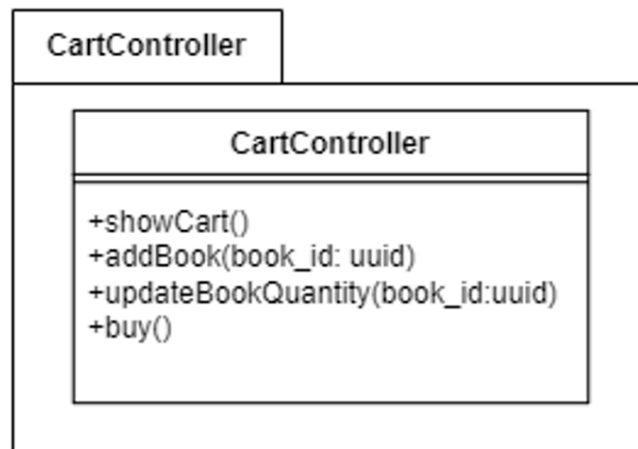 CartController
CartController
+showCart()
+addBook(book_id: uuid)
+updateBookQuantity(book_id:uuid)
+buy()